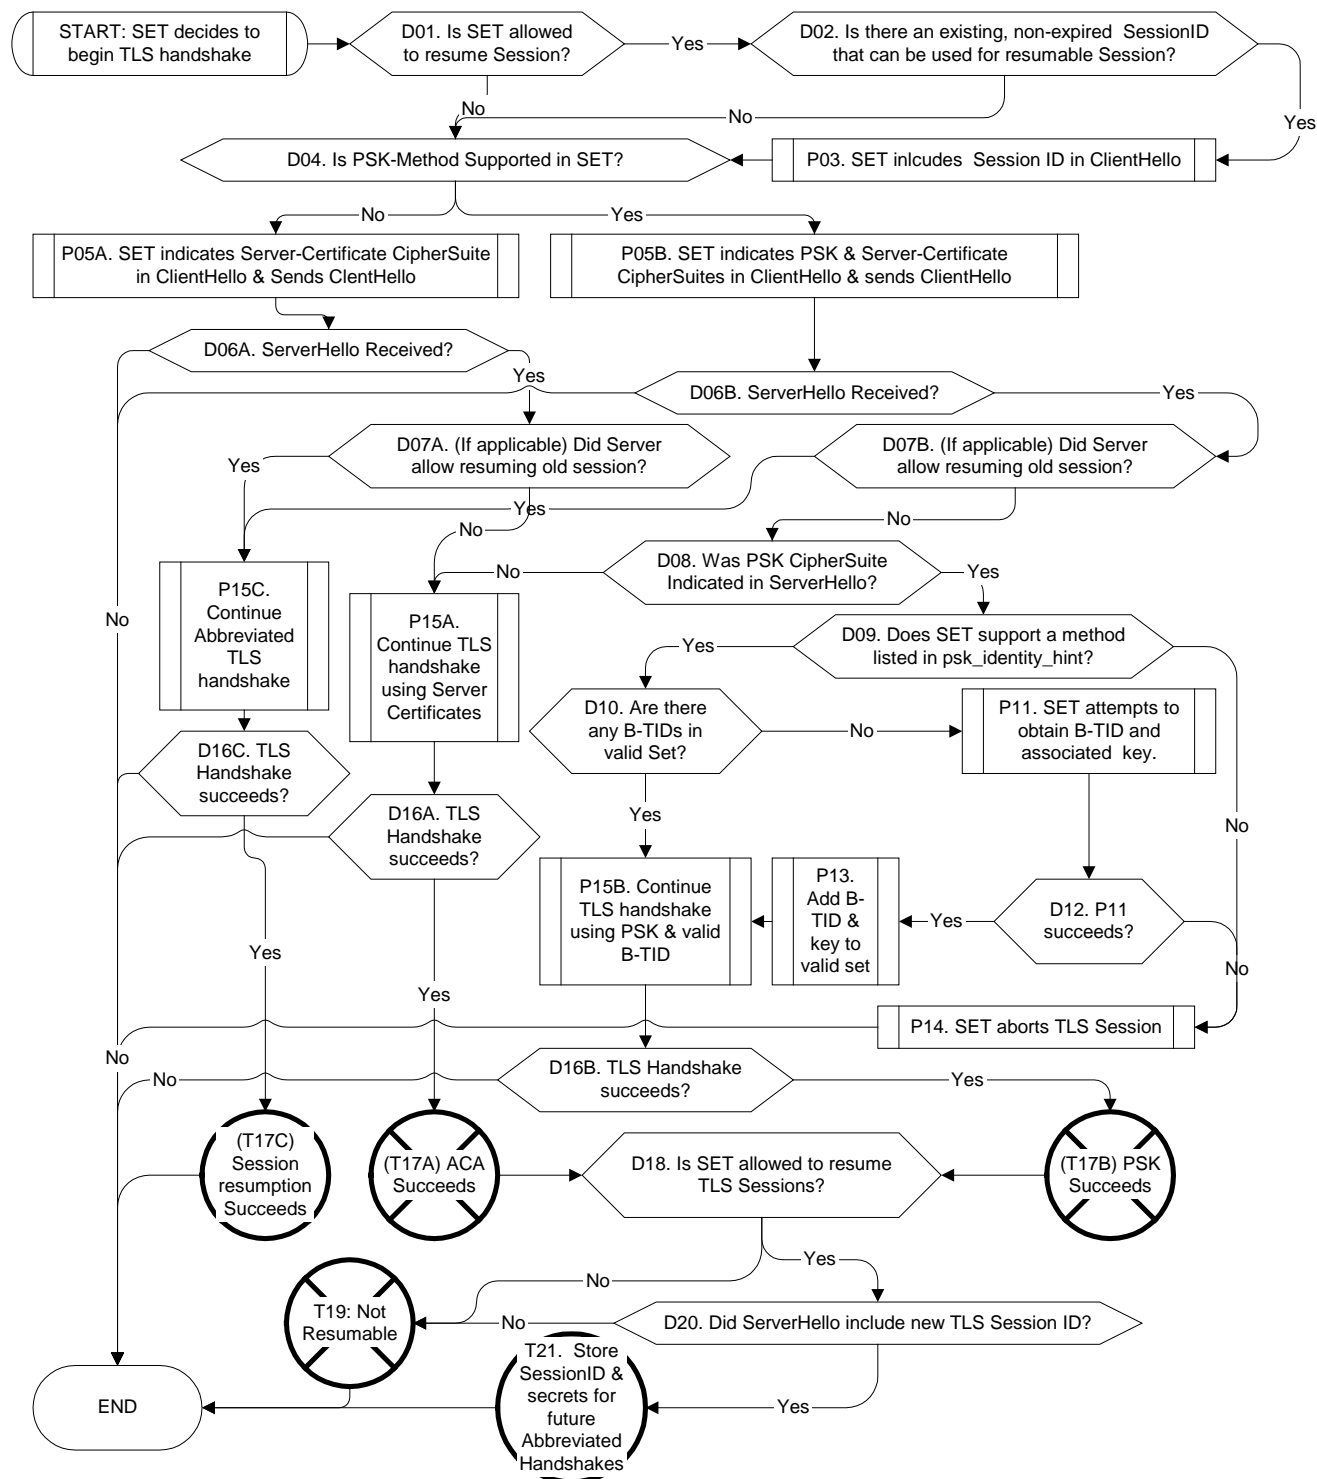 START: SET decides to
begin TLS handshake
D01. Is SET allowed
to resume Session?
Yes
D02. Is there an existing, non-expired SessionID
that can be used for resumable Session?
No
No
Yes
D04. Is PSK-Method Supported in SET?
P03. SET inlcudes Session ID in ClientHello
No
Yes
P05A. SET indicates Server-Certificate CipherSuite
in ClientHello & Sends ClentHello
P05B. SET indicates PSK & Server-Certificate
CipherSuites in ClientHello & sends ClientHello
D06A. ServerHello Received?
Yes
D06B. ServerHello Received?
Yes
D07A. (If applicable) Did Server
allow resuming old session?
D07B. (If applicable) Did Server
allow resuming old session?
Yes
Yes
No
No
D08. Was PSK CipherSuite
Indicated in ServerHello?
No
Yes
P15C.
Continue
Abbreviated
TLS
handshake
P15A.
Continue TLS
handshake
using Server
Certificates
No
D09. Does SET support a method
listed in psk_identity_hint?
Yes
D10. Are there
any B-TIDs in
valid Set?
No
P11. SET attempts to
obtain B-TID and
associated key.
D16C. TLS
Handshake
succeeds?
D16A. TLS
Handshake
succeeds?
Yes
No
P15B. Continue
TLS handshake
using PSK & valid
B-TID
P13.
Add B-
TID &
key to
valid set
Yes
D12. P11
succeeds?
No
Yes
Yes
P14. SET aborts TLS Session
No
D16B. TLS Handshake
succeeds?
No
Yes
(T17C)
Session
resumption
Succeeds
(T17A) ACA
Succeeds
D18. Is SET allowed to resume
TLS Sessions?
(T17B) PSK
Succeeds
Yes
No
T19: Not
Resumable
No
D20. Did ServerHello include new TLS Session ID?
T21. Store
SessionID &
secrets for
future
Abbreviated
Handshakes
Yes
END